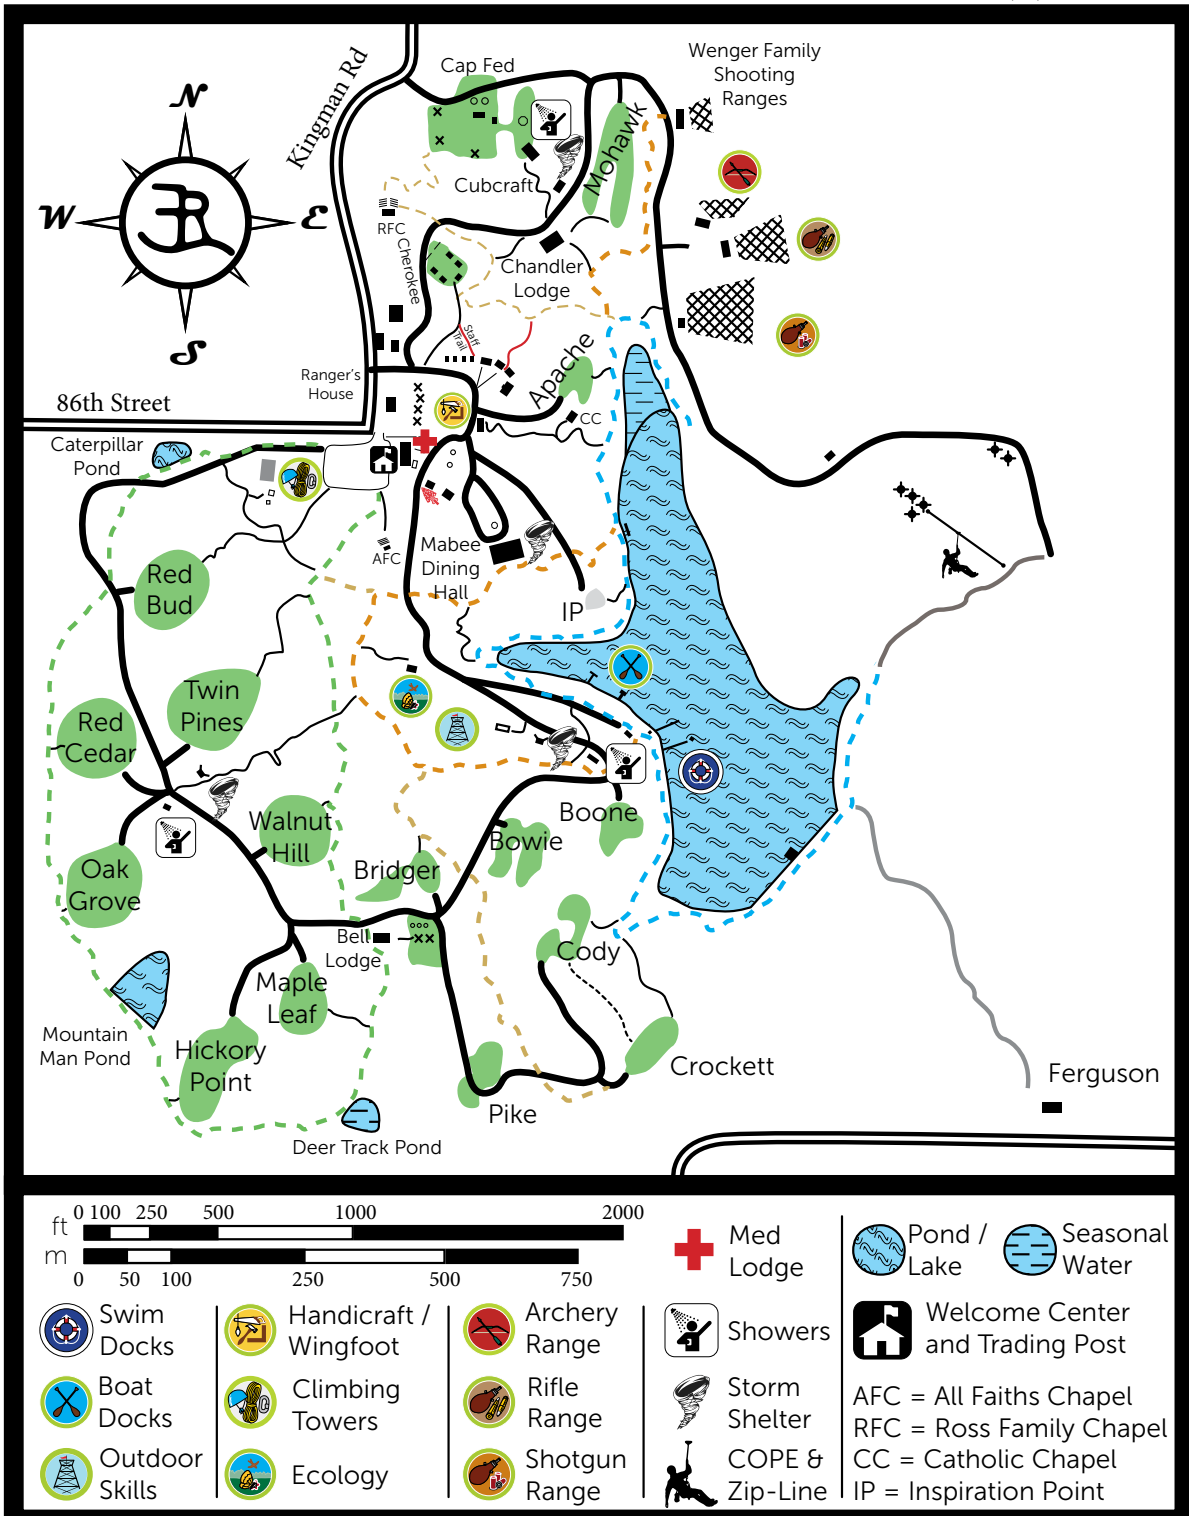 Kingman Rd
Cap Fed
Wenger Family
Shooting
Ranges
N
W
E
S
Mohawk
Cubcraft
RFC
Cherokee
Chandler
Lodge
Staff
Trail
Apache
Ranger's
House
CC
86th Street
Caterpillar
Pond
AFC
Mabee
Dining
Hall
IP
Red
Bud
Twin
Pines
Red
Cedar
Walnut
Hill
Oak
Grove
Boone
Bowie
Bridger
Bell
Lodge
Cody
Maple
Leaf
Mountain
Man Pond
Hickory
Point
Crockett
Pike
Ferguson
Deer Track Pond
ft
0 100 250 500 1000 2000
m
0 50 100 250 500 750
Swim
Docks
Boat
Docks
Outdoor
Skills
Handicraft /
Wingfoot
Climbing
Towers
Ecology
Archery
Range
Rifle
Range
Shotgun
Range
Med
Lodge
Showers
Storm
Shelter
COPE &
Zip-Line
Pond /
Lake
Seasonal
Water
Welcome Center
and Trading Post
AFC = All Faiths Chapel
RFC = Ross Family Chapel
CC = Catholic Chapel
IP = Inspiration Point